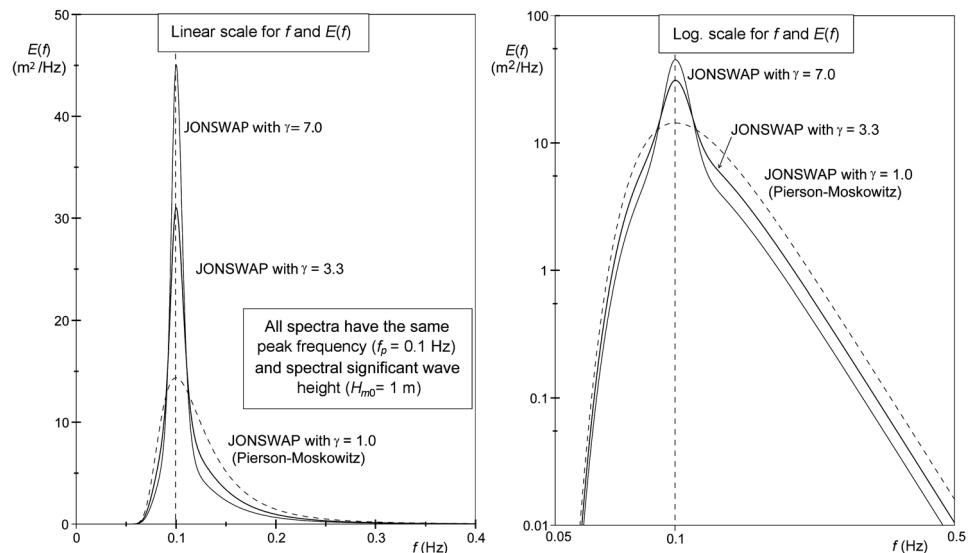 50
Linear scale for f and E(f)
E(f)
(m² /Hz)
40
JONSWAP with γ= 7.0
30
JONSWAP with γ = 3.3
20
All spectra have the same
peak frequency (fp = 0.1 Hz)
and spectral significant wave
height (Hm0= 1 m)
10
JONSWAP with γ = 1.0
(Pierson-Moskowitz)
0
0 0.1 0.2 0.3 0.4
f (Hz)
100
Log. scale for f and E(f)
E(f)
(m²/Hz)
JONSWAP with γ = 7.0
10
JONSWAP with γ = 3.3
JONSWAP with γ = 1.0
(Pierson-Moskowitz)
1
0.1
0.01
0.05 0.1 0.5
f (Hz)